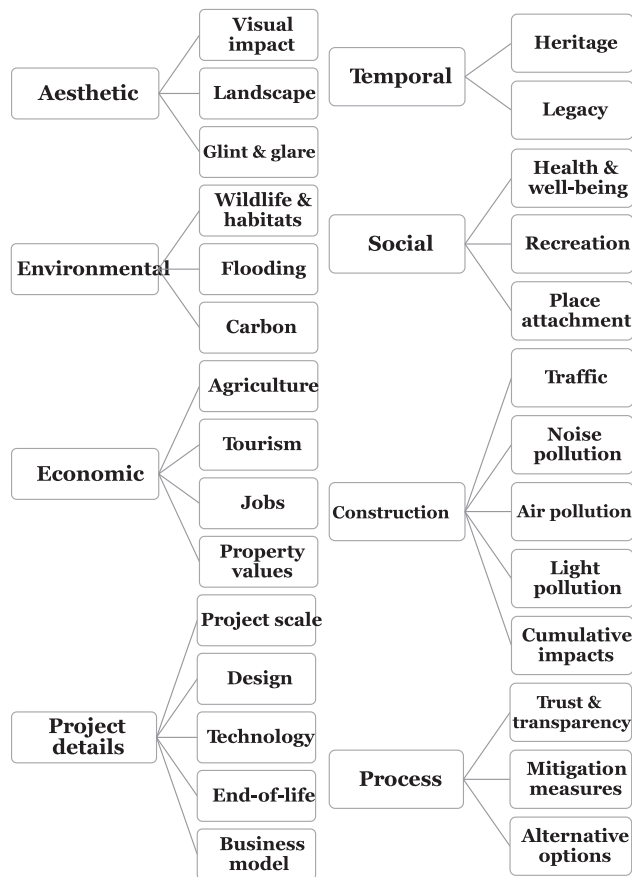 Aesthetic
Visual
impact
Landscape
Glint & glare
Environmental
Wildlife &
habitats
Flooding
Carbon
Economic
Agriculture
Tourism
Jobs
Property
values
Project
details
Project scale
Design
Technology
End-of-life
Business
model
Temporal
Heritage
Legacy
Social
Health &
well-being
Recreation
Place
attachment
Construction
Traffic
Noise
pollution
Air pollution
Light
pollution
Cumulative
impacts
Process
Trust &
transparency
Mitigation
measures
Alternative
options